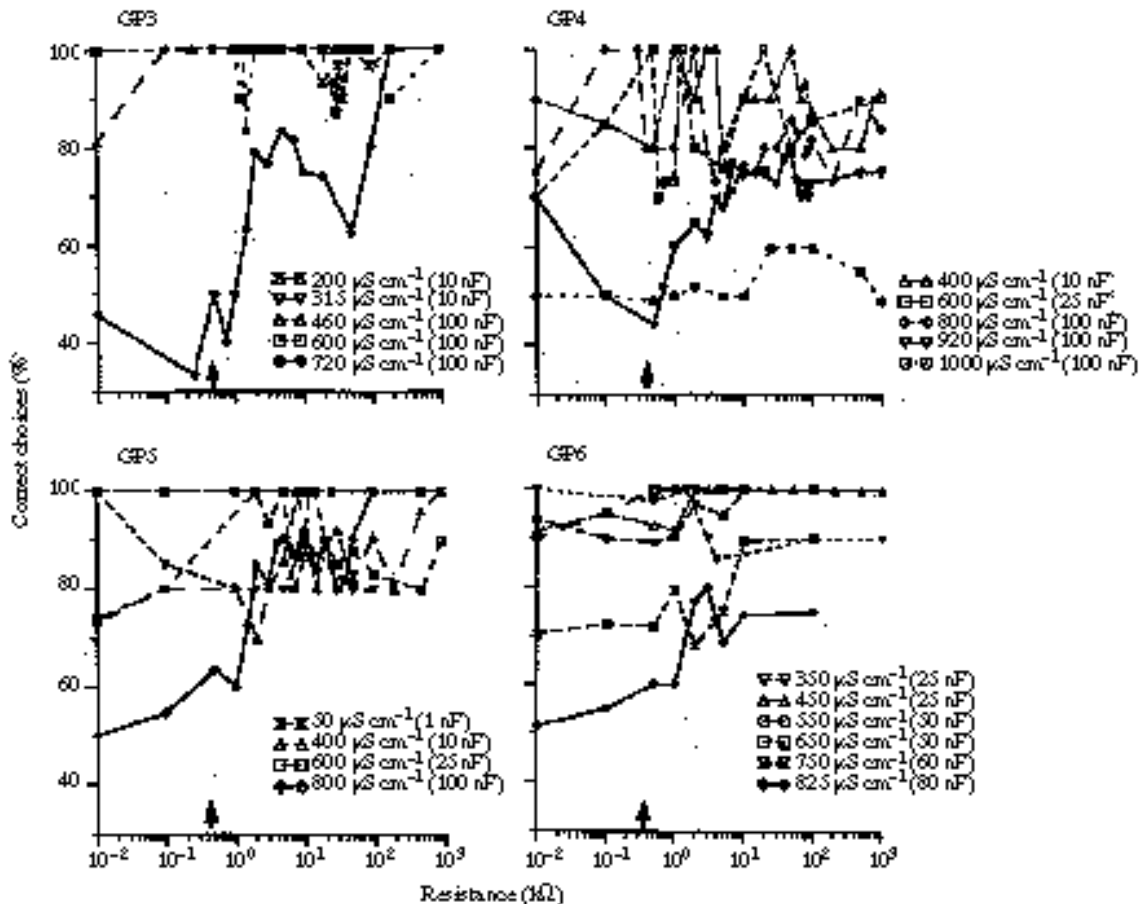 GP3
GP4
Correct choices (%)
100
80
60
40
200 µS cm⁻¹ (10 nF)
315 µS cm⁻¹ (10 nF)
460 µS cm⁻¹ (100 nF)
600 µS cm⁻¹ (100 nF)
720 µS cm⁻¹ (100 nF)
400 µS cm⁻¹ (10 nF)
600 µS cm⁻¹ (25 nF)
800 µS cm⁻¹ (100 nF)
920 µS cm⁻¹ (100 nF)
1000 µS cm⁻¹ (100 nF)
GP5
GP6
100
80
60
40
50 µS cm⁻¹ (1 nF)
400 µS cm⁻¹ (10 nF)
600 µS cm⁻¹ (25 nF)
800 µS cm⁻¹ (100 nF)
350 µS cm⁻¹ (25 nF)
450 µS cm⁻¹ (25 nF)
550 µS cm⁻¹ (50 nF)
650 µS cm⁻¹ (50 nF)
750 µS cm⁻¹ (60 nF)
825 µS cm⁻¹ (80 nF)
10⁻² 10⁻¹ 10⁰ 10¹ 10² 10³
10⁻² 10⁻¹ 10⁰ 10¹ 10² 10³
Resistance (kΩ)